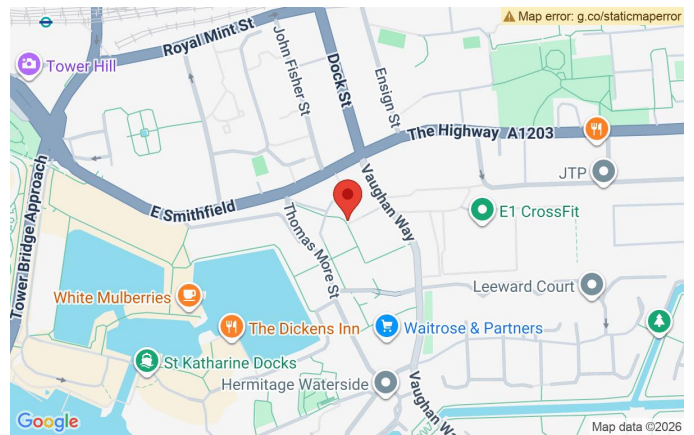 Map error: g.co/staticmaperror
Royal Mint St
John Fisher St
Dock St
Ensign St
Tower Hill
The Highway A1203
JTP
E Smithfield
Vaughan Way
E1 CrossFit
Tower Bridge Approach
Thomas More St
Leeward Court
White Mulberries
The Dickens Inn
Waitrose & Partners
St Katharine Docks
Hermitage Waterside
Vaughan Wa
Google
Map data ©2026